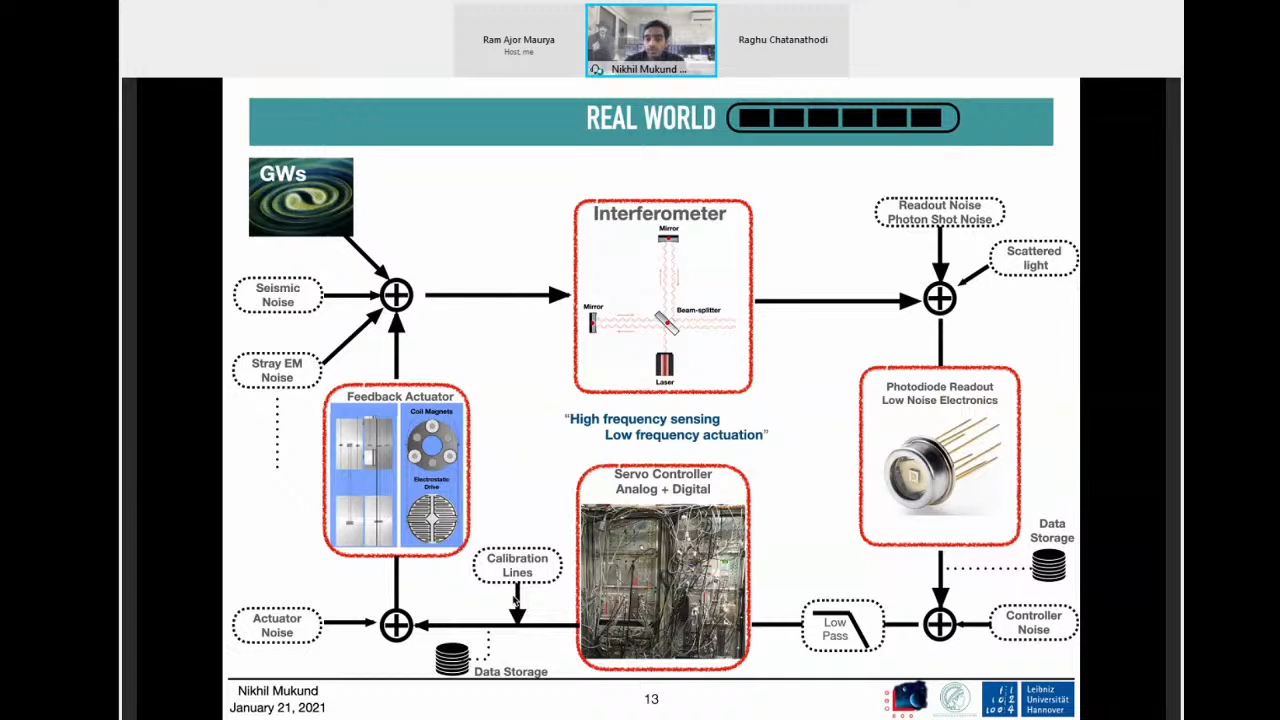 Ram Ajor Maurya
Host, me
Nikhil Mukund ...
Raghu Chatanathodi
REAL WORLD
GWs
Seismic
Noise
Stray EM
Noise
Interferometer
Mirror
Mirror
Beam-splitter
Laser
Readout Noise
Photon Shot Noise
Scattered
light
Feedback Actuator
Coil Magnets
Electrostatic
Drive
"High frequency sensing
Low frequency actuation"
Photodiode Readout
Low Noise Electronics
Servo Controller
Analog + Digital
Data
Storage
Calibration
Lines
Actuator
Noise
Low
Pass
Controller
Noise
Data Storage
Nikhil Mukund
January 21, 2021
13
Leibniz
Universität
Hannover